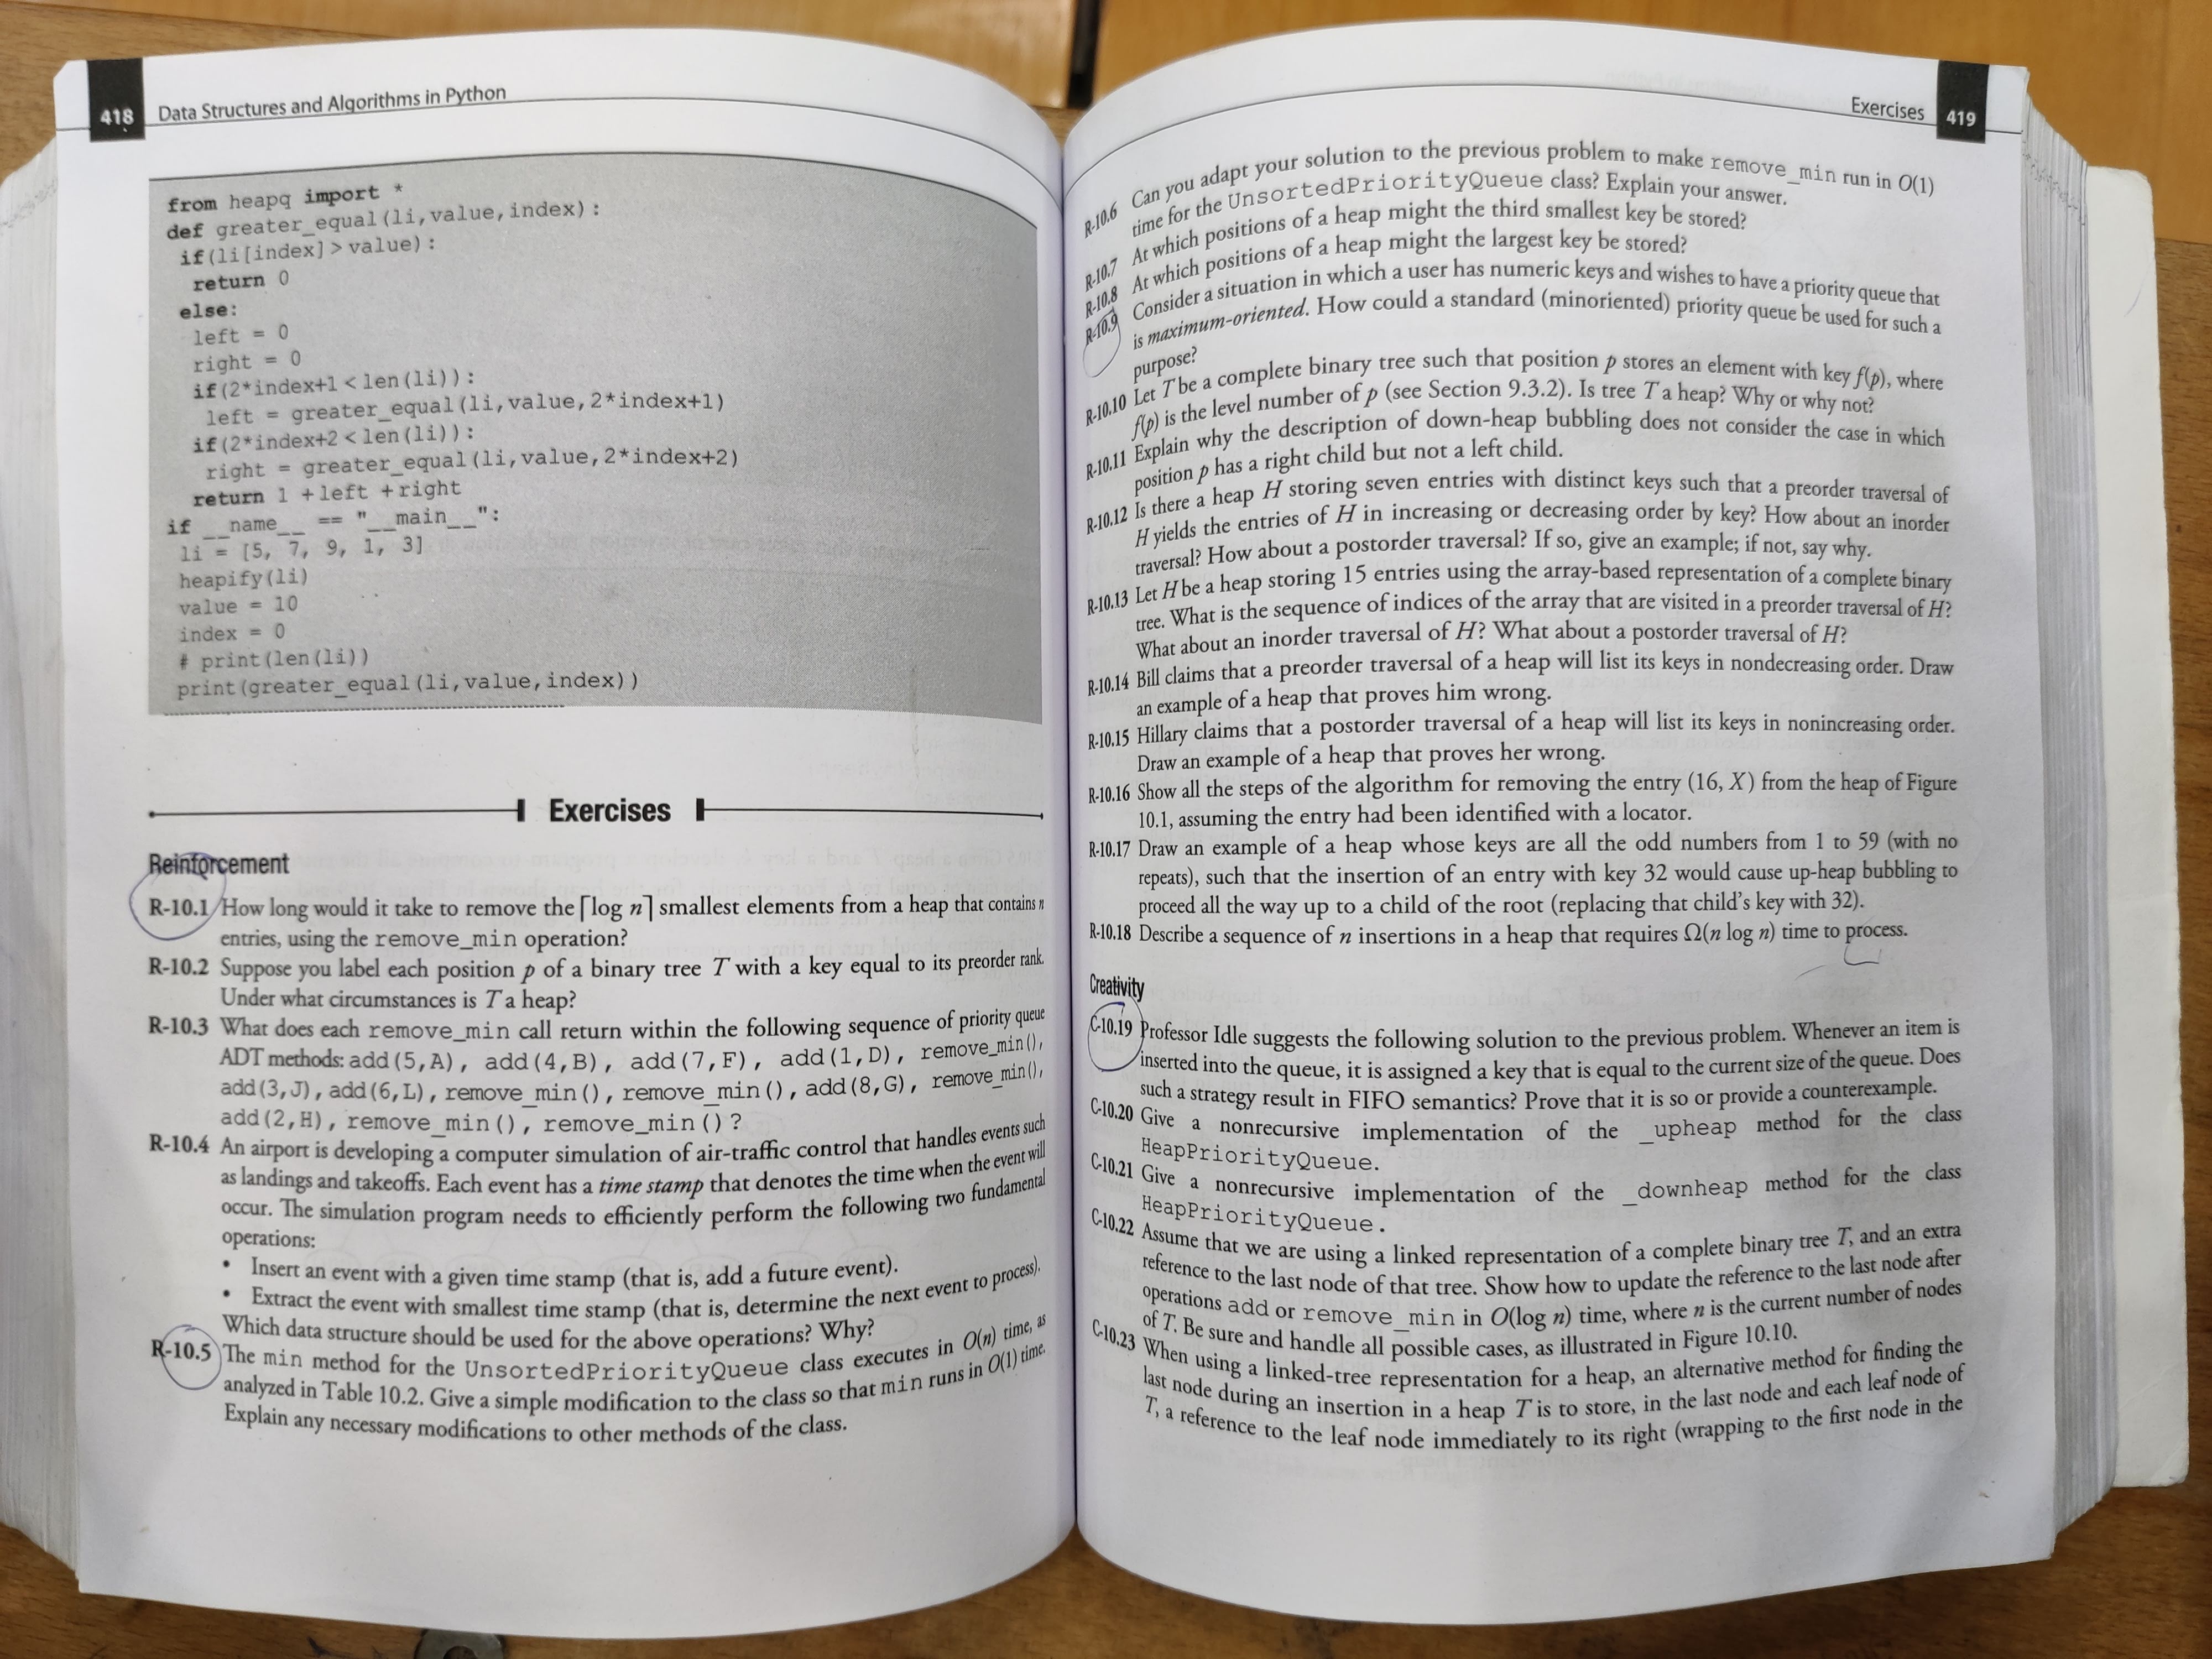 418 Data Structures and Algorithms in Python
from heapq import *
def greater_equal(li,value,index):
if(li[index]>value):
return 0
else:
left = 0
right = 0
if(2*index+1<len(li)):
left = greater_equal(li,value,2*index+1)
if(2*index+2<len(li)):
right = greater_equal(li,value,2*index+2)
return 1 +left +right
if __name__ == "__main__":
li = [5, 7, 9, 1, 3]
heapify(li)
value = 10
index = 0
# print(len(li))
print(greater_equal(li,value,index))
Exercises
Reinforcement
R-10.1 How long would it take to remove the ⌈log n⌉ smallest elements from a heap that contains n
entries, using the remove_min operation?
R-10.2 Suppose you label each position p of a binary tree T with a key equal to its preorder rank.
Under what circumstances is T a heap?
R-10.3 What does each remove_min call return within the following sequence of priority queue
ADT methods: add(5,A), add(4,B), add(7,F), add(1,D), remove_min(),
add(3,J), add(6,L), remove_min(), remove_min(), add(8,G), remove_min(),
add(2,H), remove_min(), remove_min()?
R-10.4 An airport is developing a computer simulation of air-traffic control that handles events such
as landings and takeoffs. Each event has a time stamp that denotes the time when the event will
occur. The simulation program needs to efficiently perform the following two fundamental
operations:
• Insert an event with a given time stamp (that is, add a future event).
• Extract the event with smallest time stamp (that is, determine the next event to process).
Which data structure should be used for the above operations? Why?
R-10.5 The min method for the UnsortedPriorityQueue class executes in O(n) time, as
analyzed in Table 10.2. Give a simple modification to the class so that min runs in O(1) time.
Explain any necessary modifications to other methods of the class.
Exercises 419
R-10.6 Can you adapt your solution to the previous problem to make remove_min run in O(1)
time for the UnsortedPriorityQueue class? Explain your answer.
R-10.7 At which positions of a heap might the third smallest key be stored?
R-10.8 At which positions of a heap might the largest key be stored?
R-10.9 Consider a situation in which a user has numeric keys and wishes to have a priority queue that
is maximum-oriented. How could a standard (minoriented) priority queue be used for such a
purpose?
R-10.10 Let T be a complete binary tree such that position p stores an element with key f(p), where
f(p) is the level number of p (see Section 9.3.2). Is tree T a heap? Why or why not?
R-10.11 Explain why the description of down-heap bubbling does not consider the case in which
position p has a right child but not a left child.
R-10.12 Is there a heap H storing seven entries with distinct keys such that a preorder traversal of
H yields the entries of H in increasing or decreasing order by key? How about an inorder
traversal? How about a postorder traversal? If so, give an example; if not, say why.
R-10.13 Let H be a heap storing 15 entries using the array-based representation of a complete binary
tree. What is the sequence of indices of the array that are visited in a preorder traversal of H?
What about an inorder traversal of H? What about a postorder traversal of H?
R-10.14 Bill claims that a preorder traversal of a heap will list its keys in nondecreasing order. Draw
an example of a heap that proves him wrong.
R-10.15 Hillary claims that a postorder traversal of a heap will list its keys in nonincreasing order.
Draw an example of a heap that proves her wrong.
R-10.16 Show all the steps of the algorithm for removing the entry (16, X) from the heap of Figure
10.1, assuming the entry had been identified with a locator.
R-10.17 Draw an example of a heap whose keys are all the odd numbers from 1 to 59 (with no
repeats), such that the insertion of an entry with key 32 would cause up-heap bubbling to
proceed all the way up to a child of the root (replacing that child's key with 32).
R-10.18 Describe a sequence of n insertions in a heap that requires Ω(n log n) time to process.
Creativity
C-10.19 Professor Idle suggests the following solution to the previous problem. Whenever an item is
inserted into the queue, it is assigned a key that is equal to the current size of the queue. Does
such a strategy result in FIFO semantics? Prove that it is so or provide a counterexample.
C-10.20 Give a nonrecursive implementation of the _upheap method for the class
HeapPriorityQueue.
C-10.21 Give a nonrecursive implementation of the _downheap method for the class
HeapPriorityQueue.
C-10.22 Assume that we are using a linked representation of a complete binary tree T, and an extra
reference to the last node of that tree. Show how to update the reference to the last node after
operations add or remove_min in O(log n) time, where n is the current number of nodes
of T. Be sure and handle all possible cases, as illustrated in Figure 10.10.
C-10.23 When using a linked-tree representation for a heap, an alternative method for finding the
last node during an insertion in a heap T is to store, in the last node and each leaf node of
T, a reference to the leaf node immediately to its right (wrapping to the first node in the